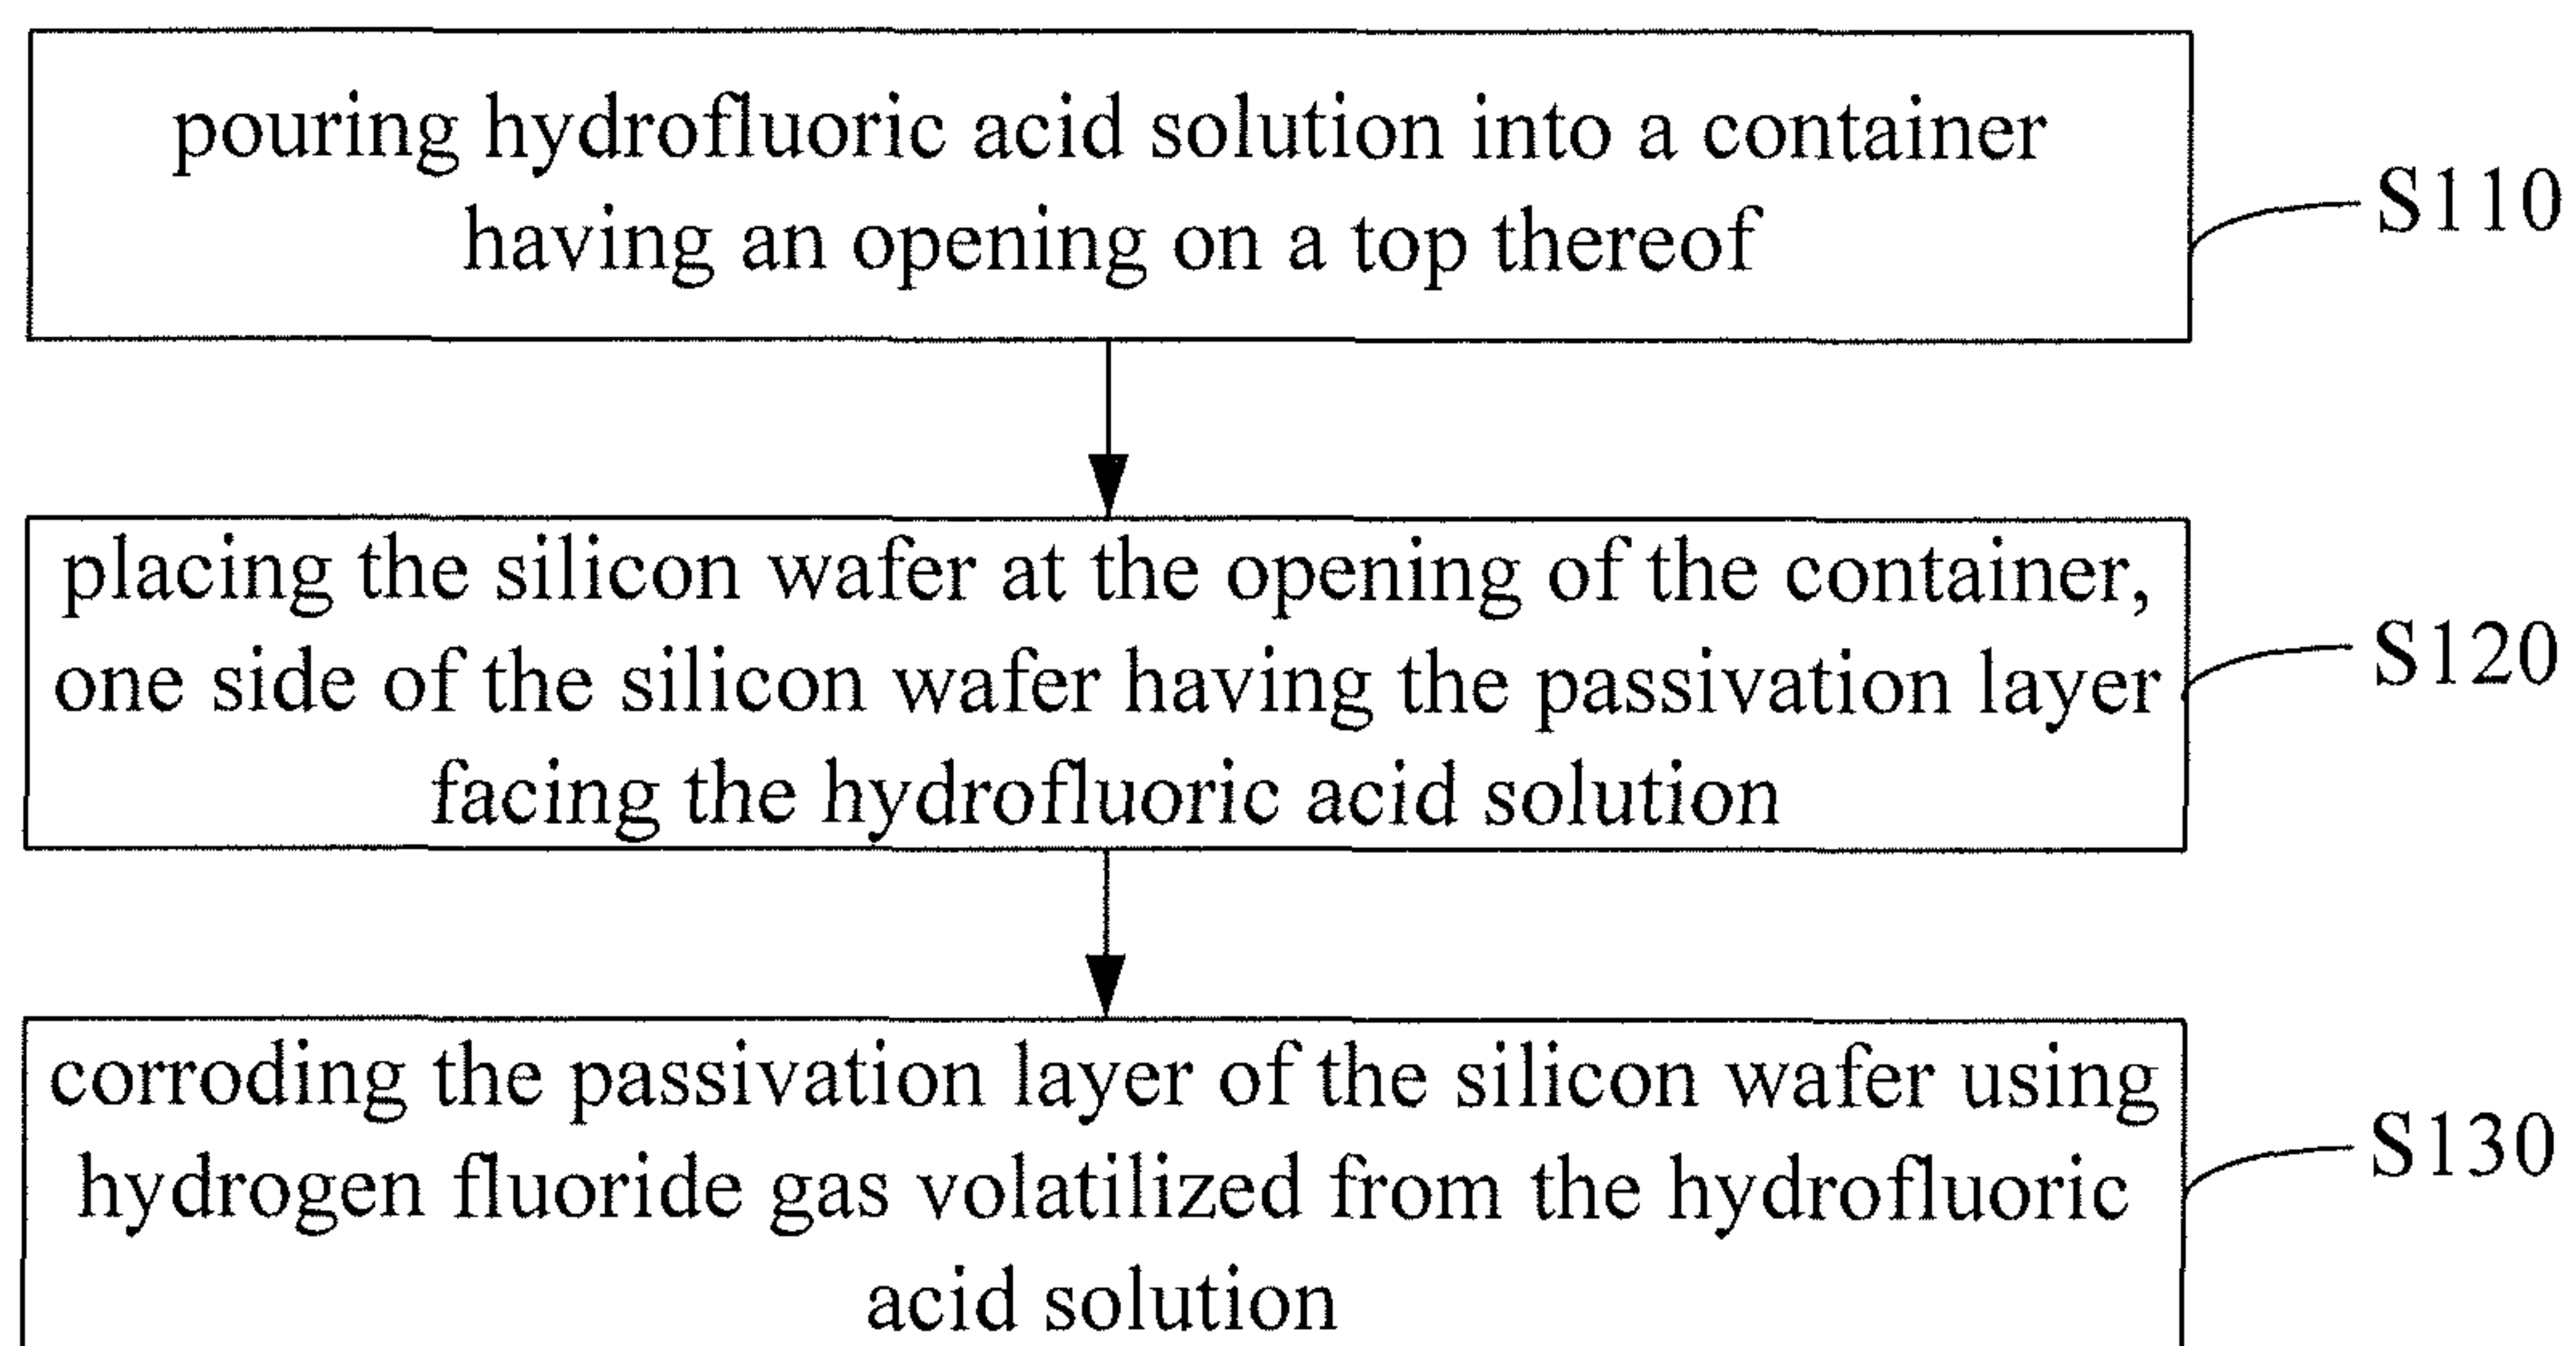 pouring hydrofluoric acid solution into a container
having an opening on a top thereof
S110
placing the silicon wafer at the opening of the container,
one side of the silicon wafer having the passivation layer
facing the hydrofluoric acid solution
S120
corroding the passivation layer of the silicon wafer using
hydrogen fluoride gas volatilized from the hydrofluoric
acid solution
S130